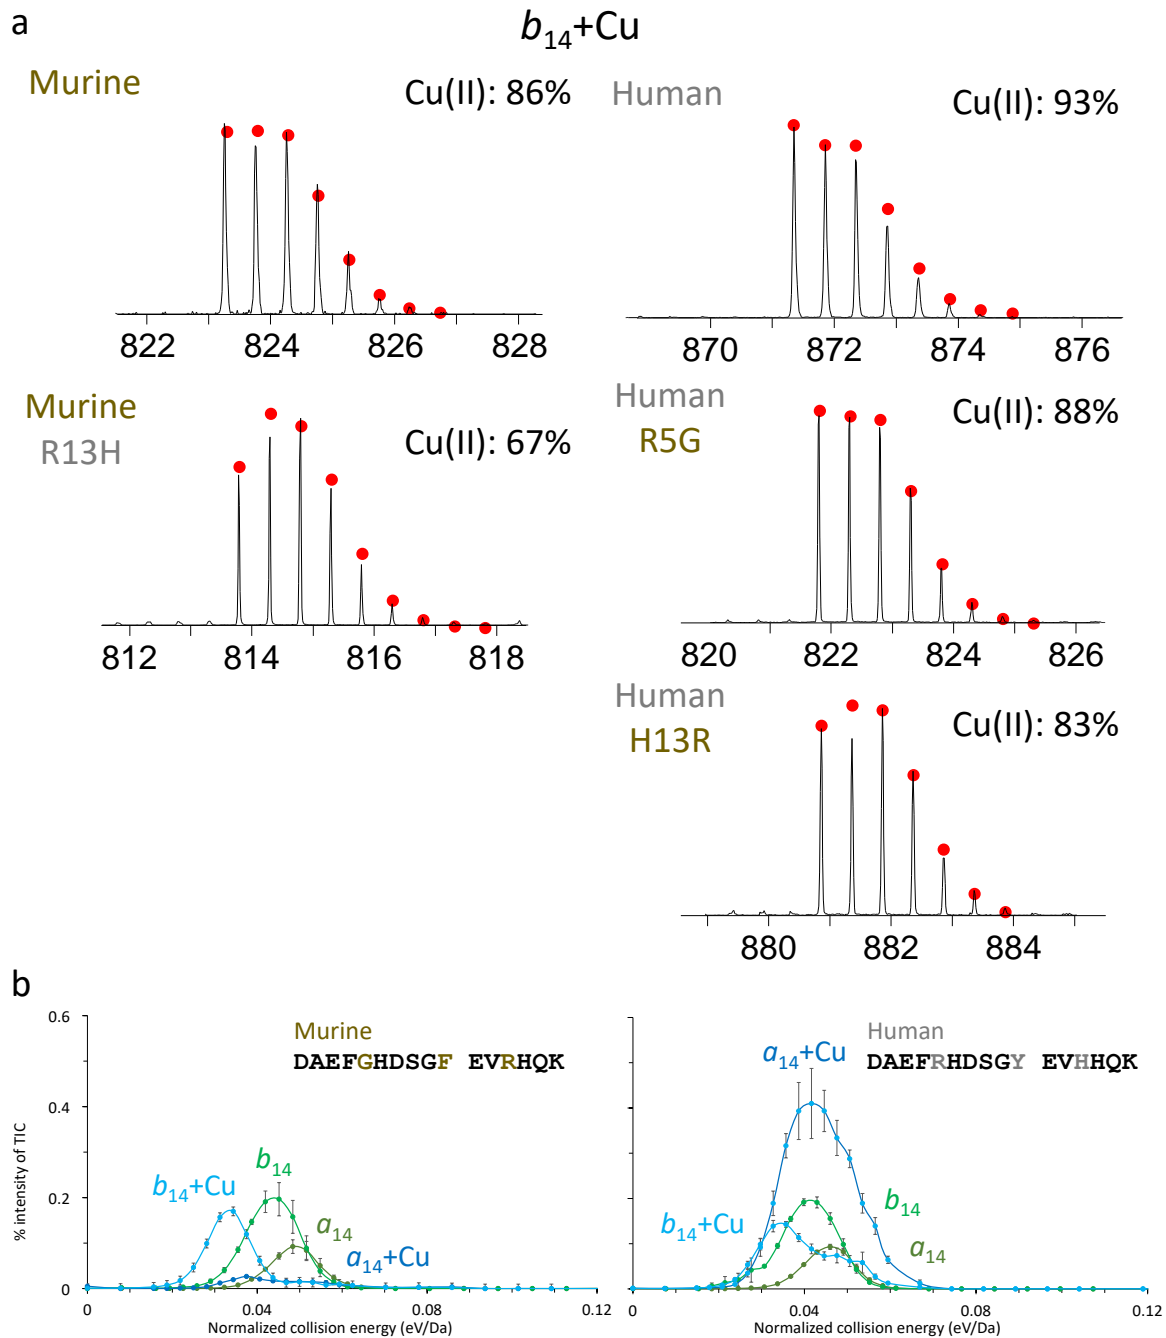 a
b14+Cu
Murine
Cu(II): 86%
822 824 826 828
Human
Cu(II): 93%
870 872 874 876
Murine
R13H
Cu(II): 67%
812 814 816 818
Human
R5G
Cu(II): 88%
820 822 824 826
Human
H13R
Cu(II): 83%
880 882 884
b
% intensity of TIC
0.6
0.4
0.2
0
Murine
DAEFGHDSGF EVRHQK
b14+Cu
b14
a14
a14+Cu
0 0.04 0.08 0.12
Normalized collision energy (eV/Da)
Human
DAEFRHDSGY EVHHQK
a14+Cu
b14
b14+Cu
a14
0 0.04 0.08 0.12
Normalized collision energy (eV/Da)